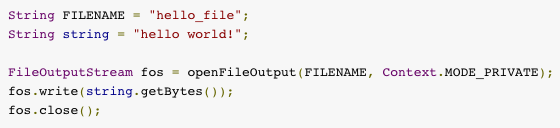 String FILENAME = "hello_file";
String string = "hello world!";
FileOutputStream fos = openFileOutput(FILENAME, Context.MODE_PRIVATE);
fos.write(string.getBytes());
fos.close();